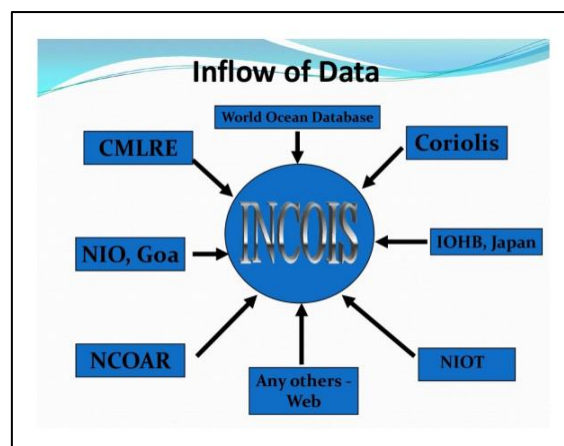 Inflow of Data
World Ocean Database
CMLRE
Coriolis
INCOIS
NIO, Goa
IOHB, Japan
NCOAR
Any others -
Web
NIOT